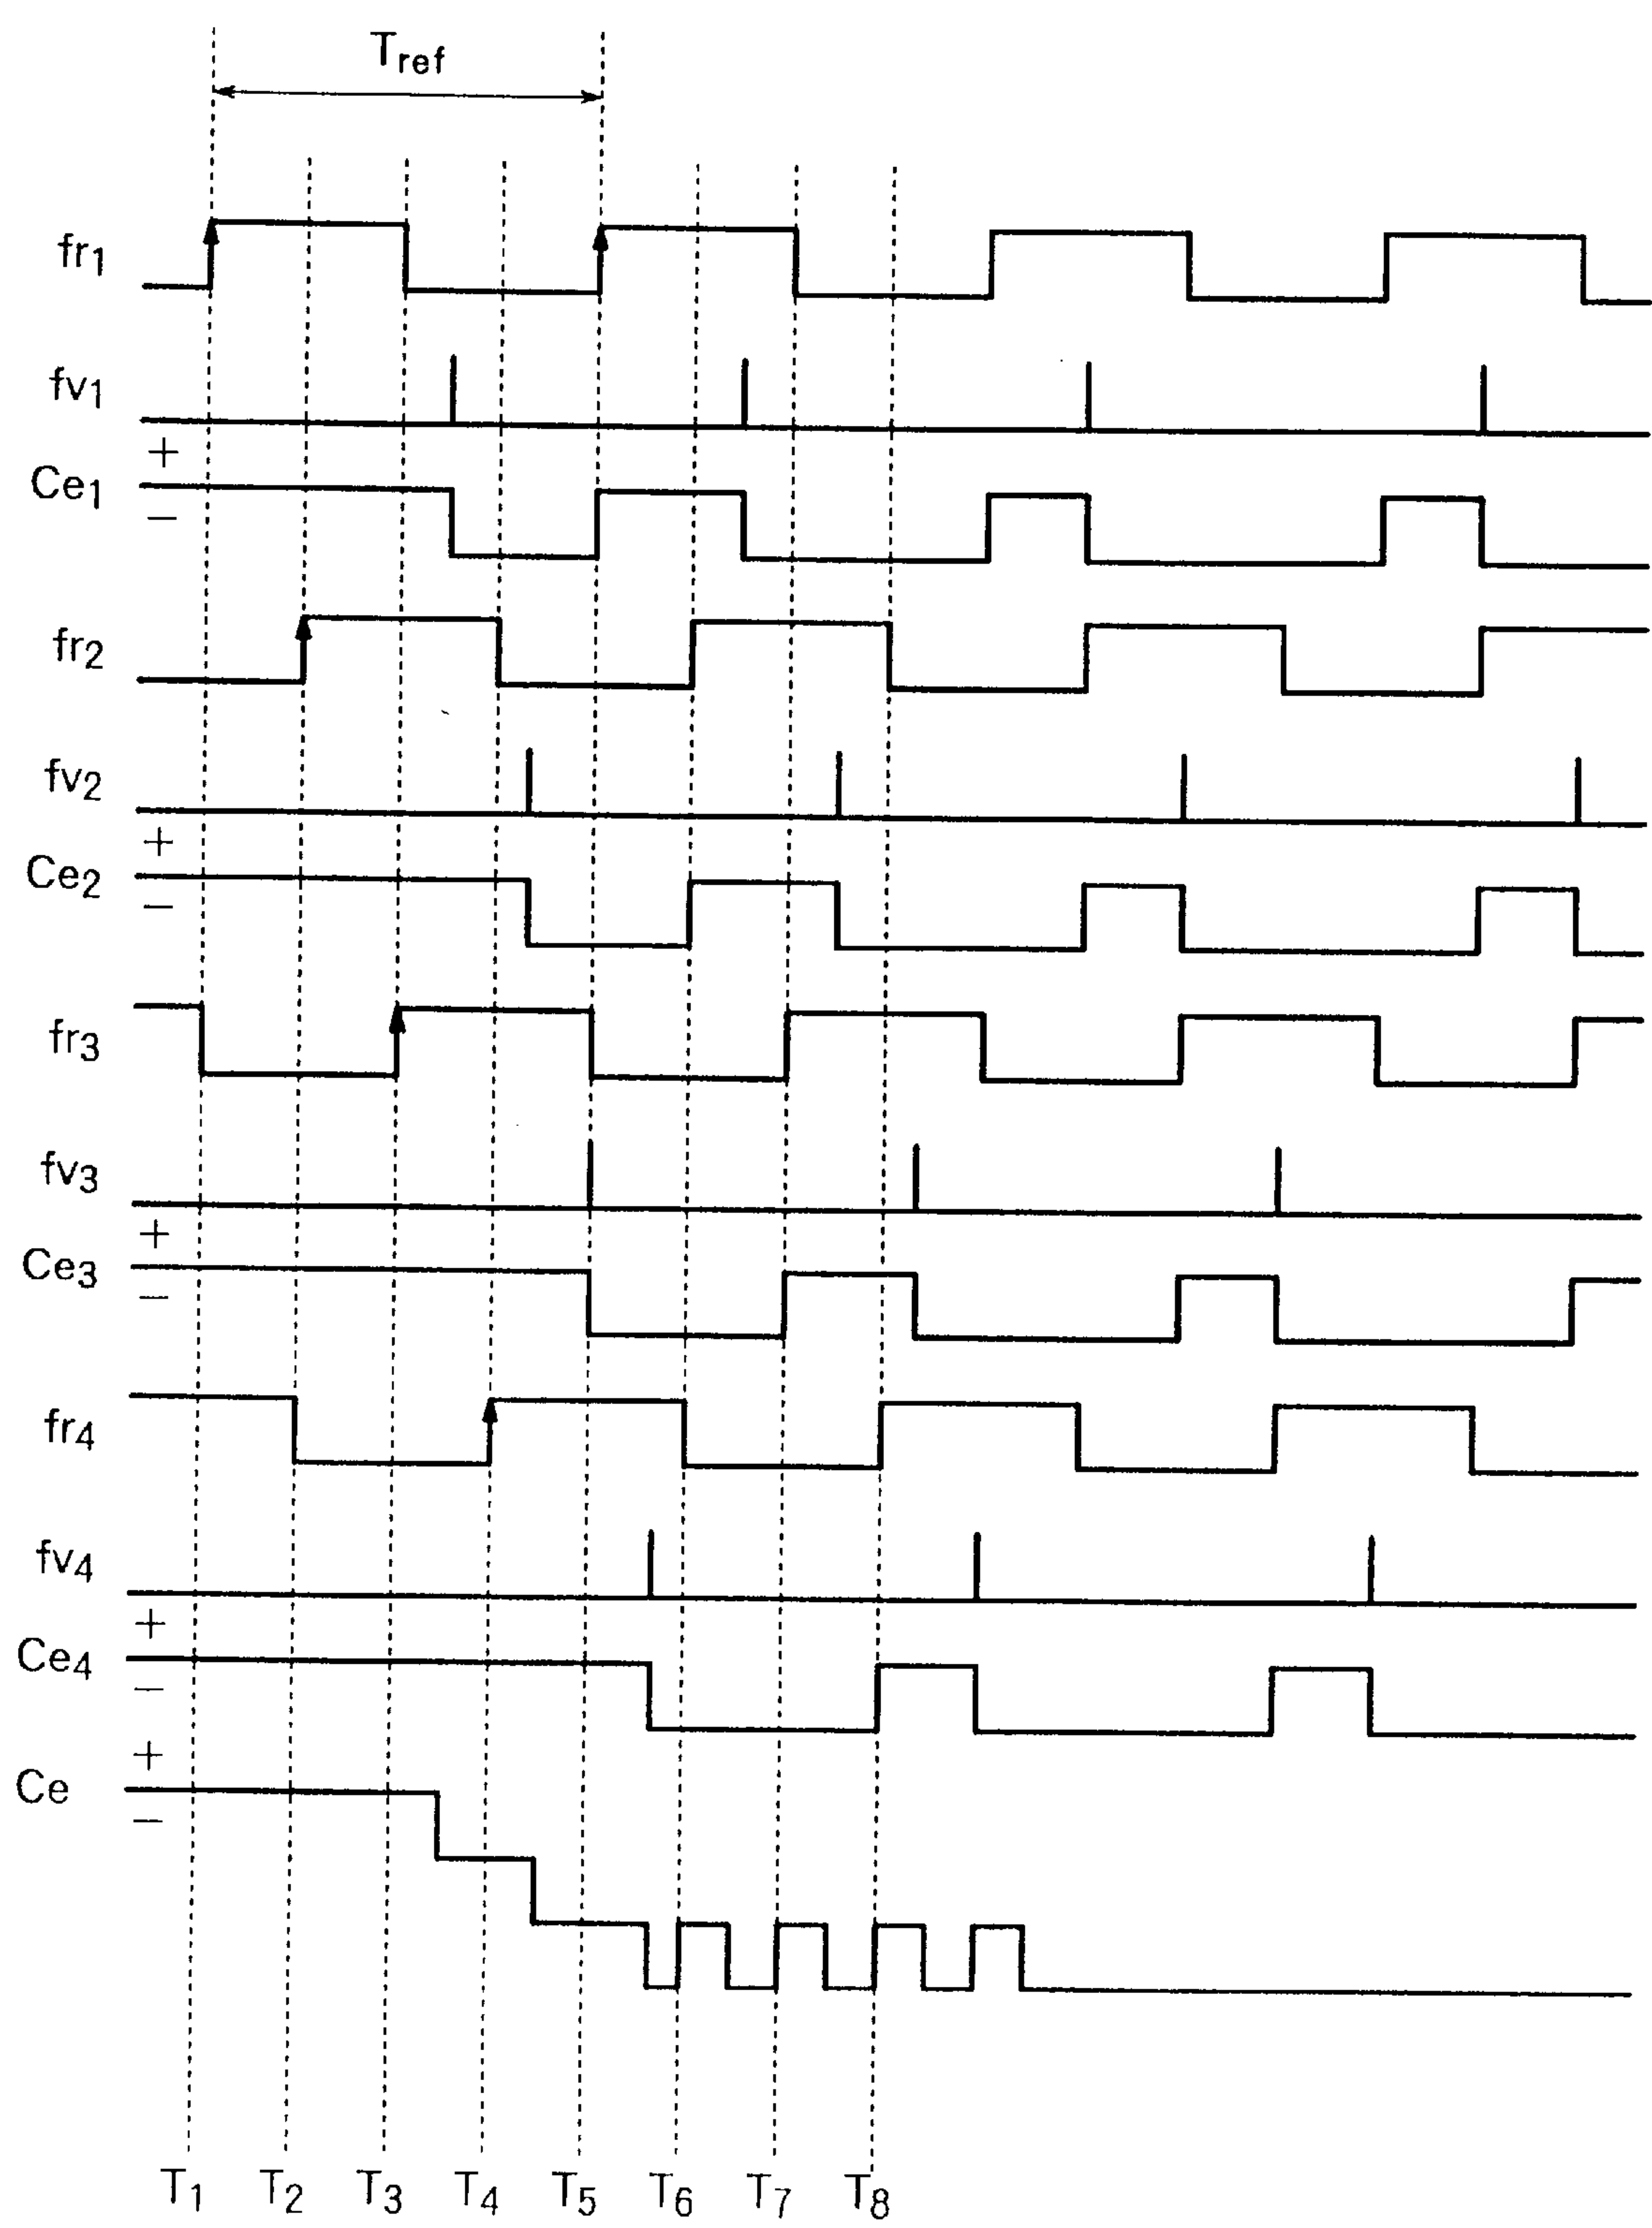 Tref
fr1
fv1
+
Ce1
−
fr2
fv2
+
Ce2
−
fr3
fv3
+
Ce3
−
fr4
fv4
+
Ce4
−
+
Ce
−
T1 T2 T3 T4 T5 T6 T7 T8